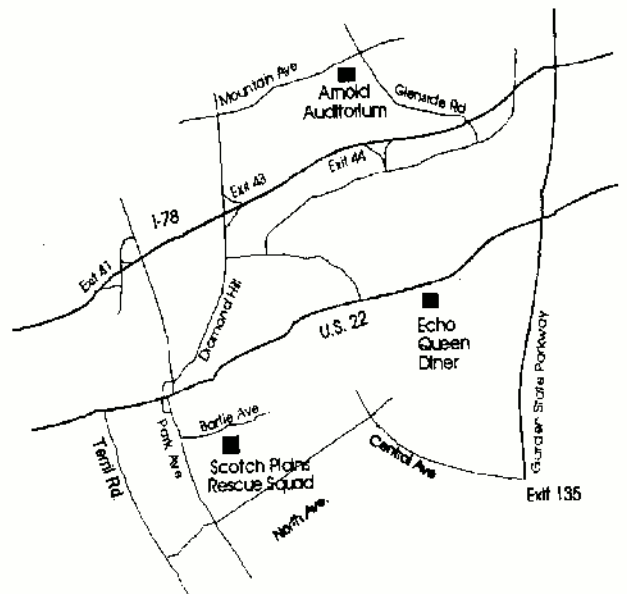 Mountain Ave
Arnold
Auditorium
Glenside Rd
Exit 44
Exit 43
I-78
Exit 41
Diamond Hill
U.S. 22
Echo
Queen
Diner
Garden State Parkway
Bartle Ave
Park Ave
Terril Rd.
Scotch Plains
Rescue Squad
North Ave.
Central Ave
Exit 135